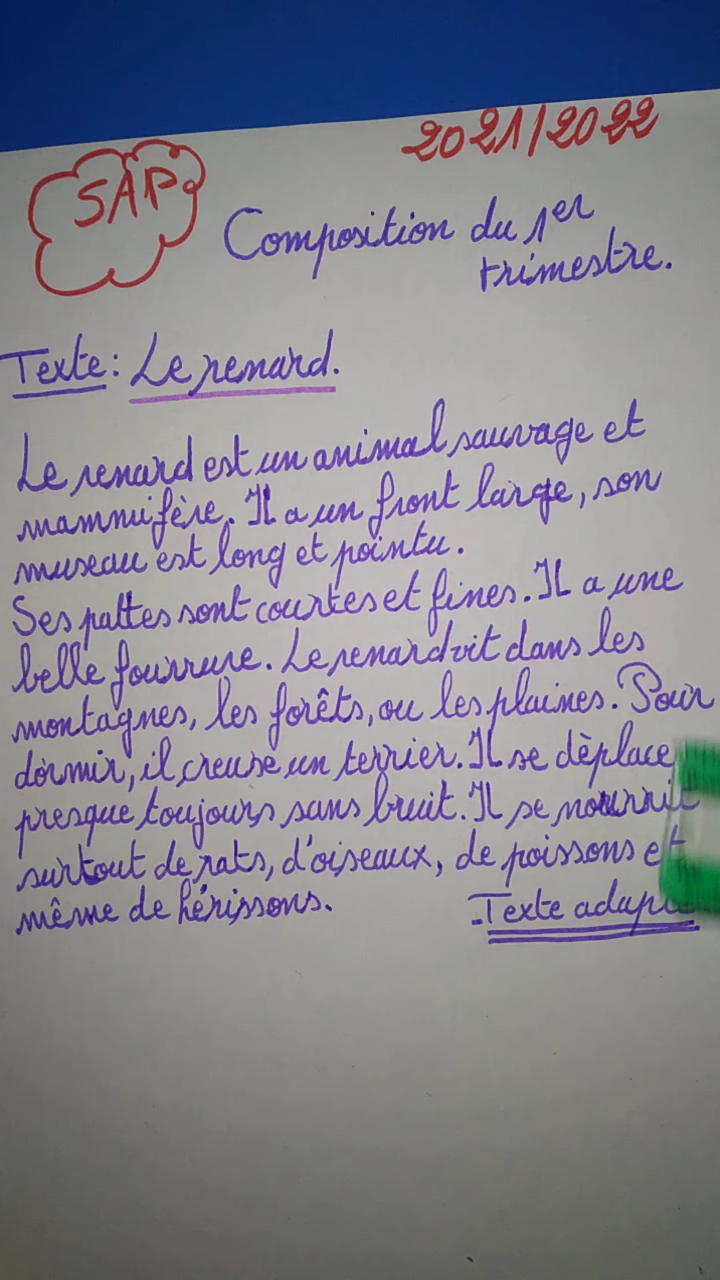 2021/2022
SAP
Composition du 1er
trimestre.
Texte: Le renard.
Le renard est un animal sauvage et
mammifère. Il a un front large, son
museau est long et pointu.
Ses pattes sont courtes et fines. Il a une
belle fourrure. Le renard vit dans les
montagnes, les forêts, ou les plaines. Pour
dormir, il creuse un terrier. Il se dèplace
presque toujours sans bruit. Il se nourrit
surtout de rats, d'oiseaux, de poissons et
même de hérissons.
Texte adapté